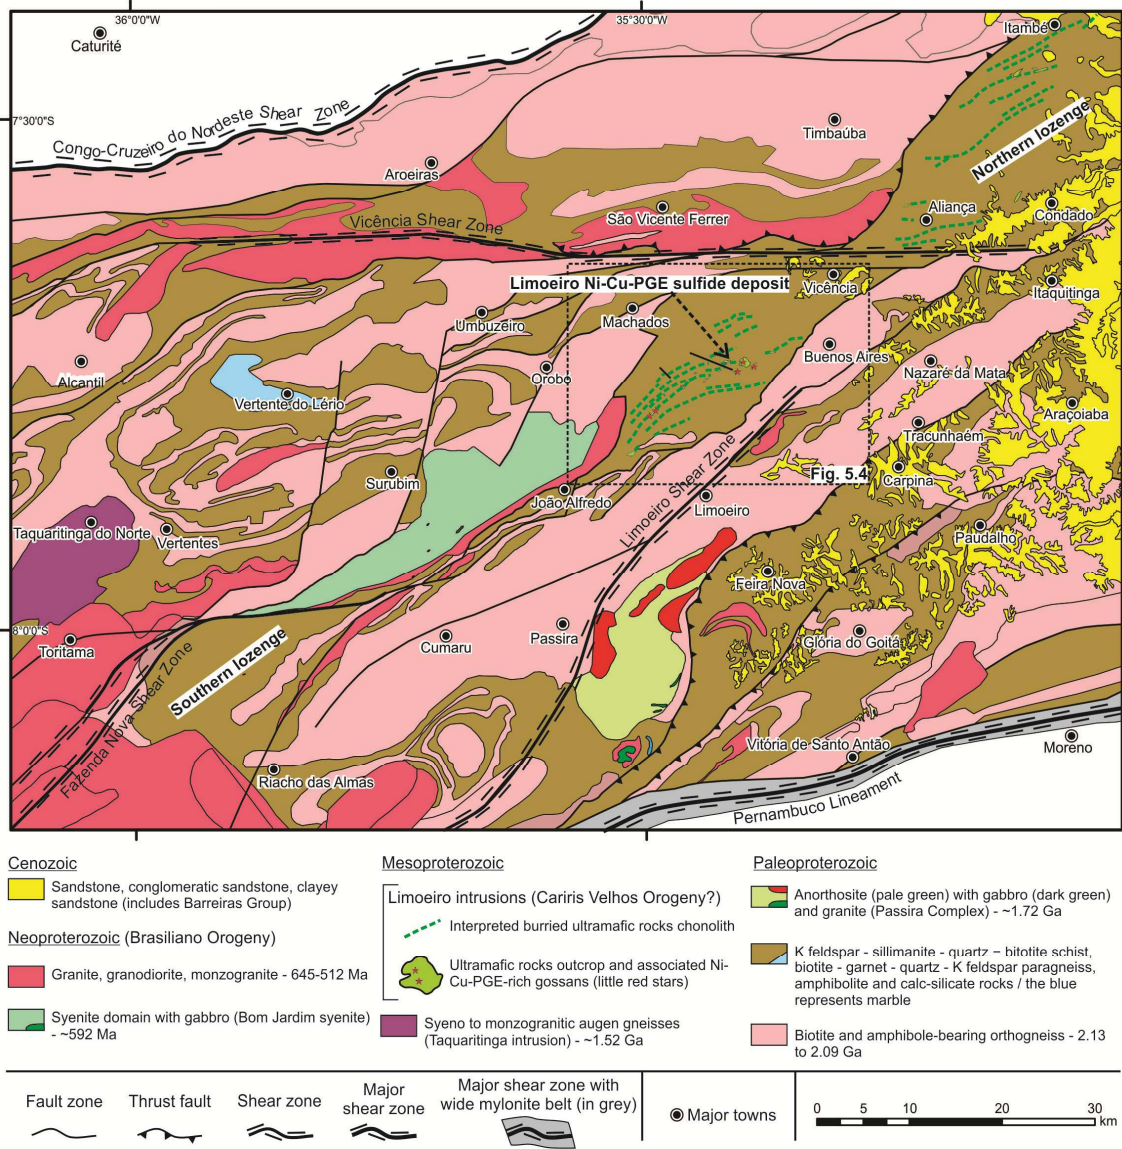 36°0'0"W
35°30'0"W
Caturité
Itambé
7°30'0"S
Congo-Cruzeiro do Nordeste Shear Zone
Timbaúba
Northern lozenge
Aroeiras
São Vicente Ferrer
Aliança
Condado
Vicência Shear Zone
Limoeiro Ni-Cu-PGE sulfide deposit
Vicência
Itaquitinga
Umbuzeiro
Machados
Buenos Aires
Alcantil
Orobó
Nazaré da Mata
Vertente do Lério
Araçoiaba
Tracunhaém
Surubim
Fig. 5.4
Carpina
João Alfredo
Limoeiro Shear Zone
Limoeiro
Taquaritinga do Norte
Vertentes
Paudalho
Feira Nova
8°0'0"S
Toritama
Cumaru
Passira
Glória do Goitá
Southern lozenge
Fazenda Nova Shear Zone
Riacho das Almas
Vitória de Santo Antão
Moreno
Pernambuco Lineament
Cenozoic
Sandstone, conglomeratic sandstone, clayey
sandstone (includes Barreiras Group)
Neoproterozoic (Brasiliano Orogeny)
Granite, granodiorite, monzogranite - 645-512 Ma
Syenite domain with gabbro (Bom Jardim syenite)
- ~592 Ma
Mesoproterozoic
Limoeiro intrusions (Cariris Velhos Orogeny?)
Interpreted buried ultramafic rocks chonolith
Ultramafic rocks outcrop and associated Ni-
Cu-PGE-rich gossans (little red stars)
Syeno to monzogranitic augen gneisses
(Taquaritinga intrusion) - ~1.52 Ga
Paleoproterozoic
Anorthosite (pale green) with gabbro (dark green)
and granite (Passira Complex) - ~1.72 Ga
K feldspar - sillimanite - quartz – bitotite schist,
biotite - garnet - quartz - K feldspar paragneiss,
amphibolite and calc-silicate rocks / the blue
represents marble
Biotite and amphibole-bearing orthogneiss - 2.13
to 2.09 Ga
Fault zone
Thrust fault
Shear zone
Major
shear zone
Major shear zone with
wide mylonite belt (in grey)
Major towns
0 5 10 20 30
km